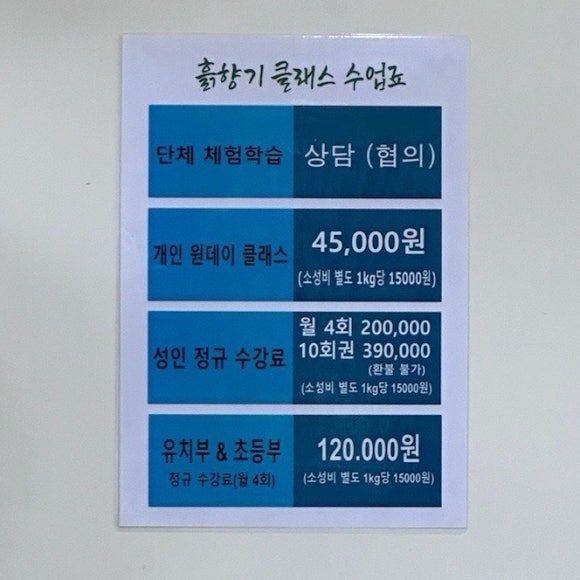 흙향기 클래스 수업료
단체 체험학습
상담 (협의)
개인 원데이 클래스
45,000원
(소성비 별도 1kg당 15000원)
성인 정규 수강료
월 4회 200,000
10회권 390,000
(환불 불가)
(소성비 별도 1kg당 15000원)
유치부 & 초등부
정규 수강료(월 4회)
120.000원
(소성비 별도 1kg당 15000원)